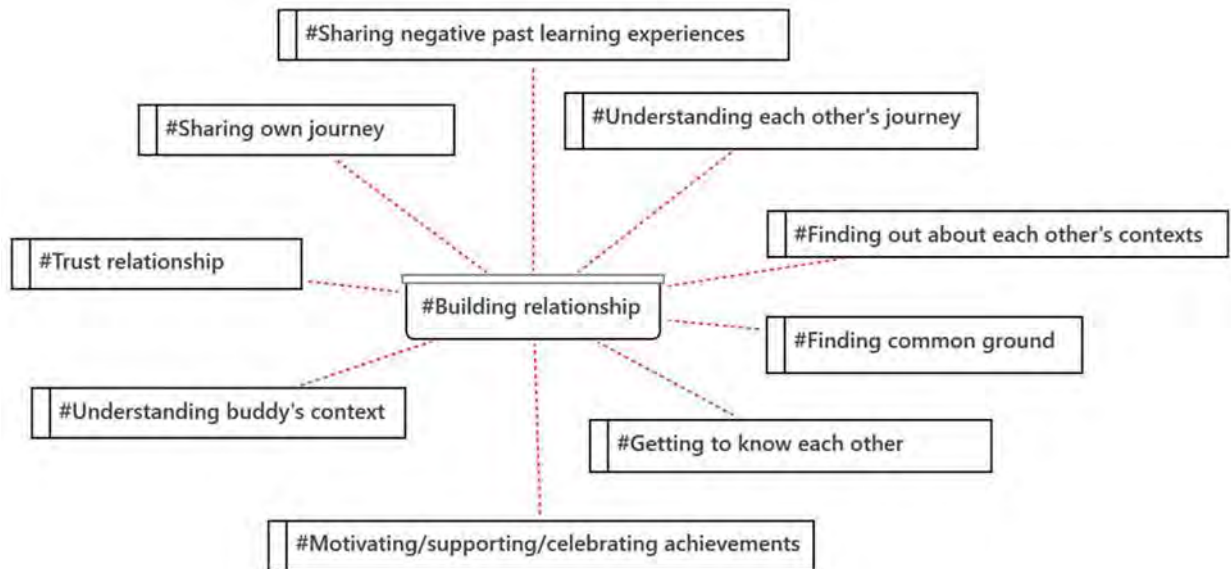 #Sharing negative past learning experiences
#Sharing own journey
#Understanding each other's journey
#Trust relationship
#Finding out about each other's contexts
#Building relationship
#Finding common ground
#Understanding buddy's context
#Getting to know each other
#Motivating/supporting/celebrating achievements